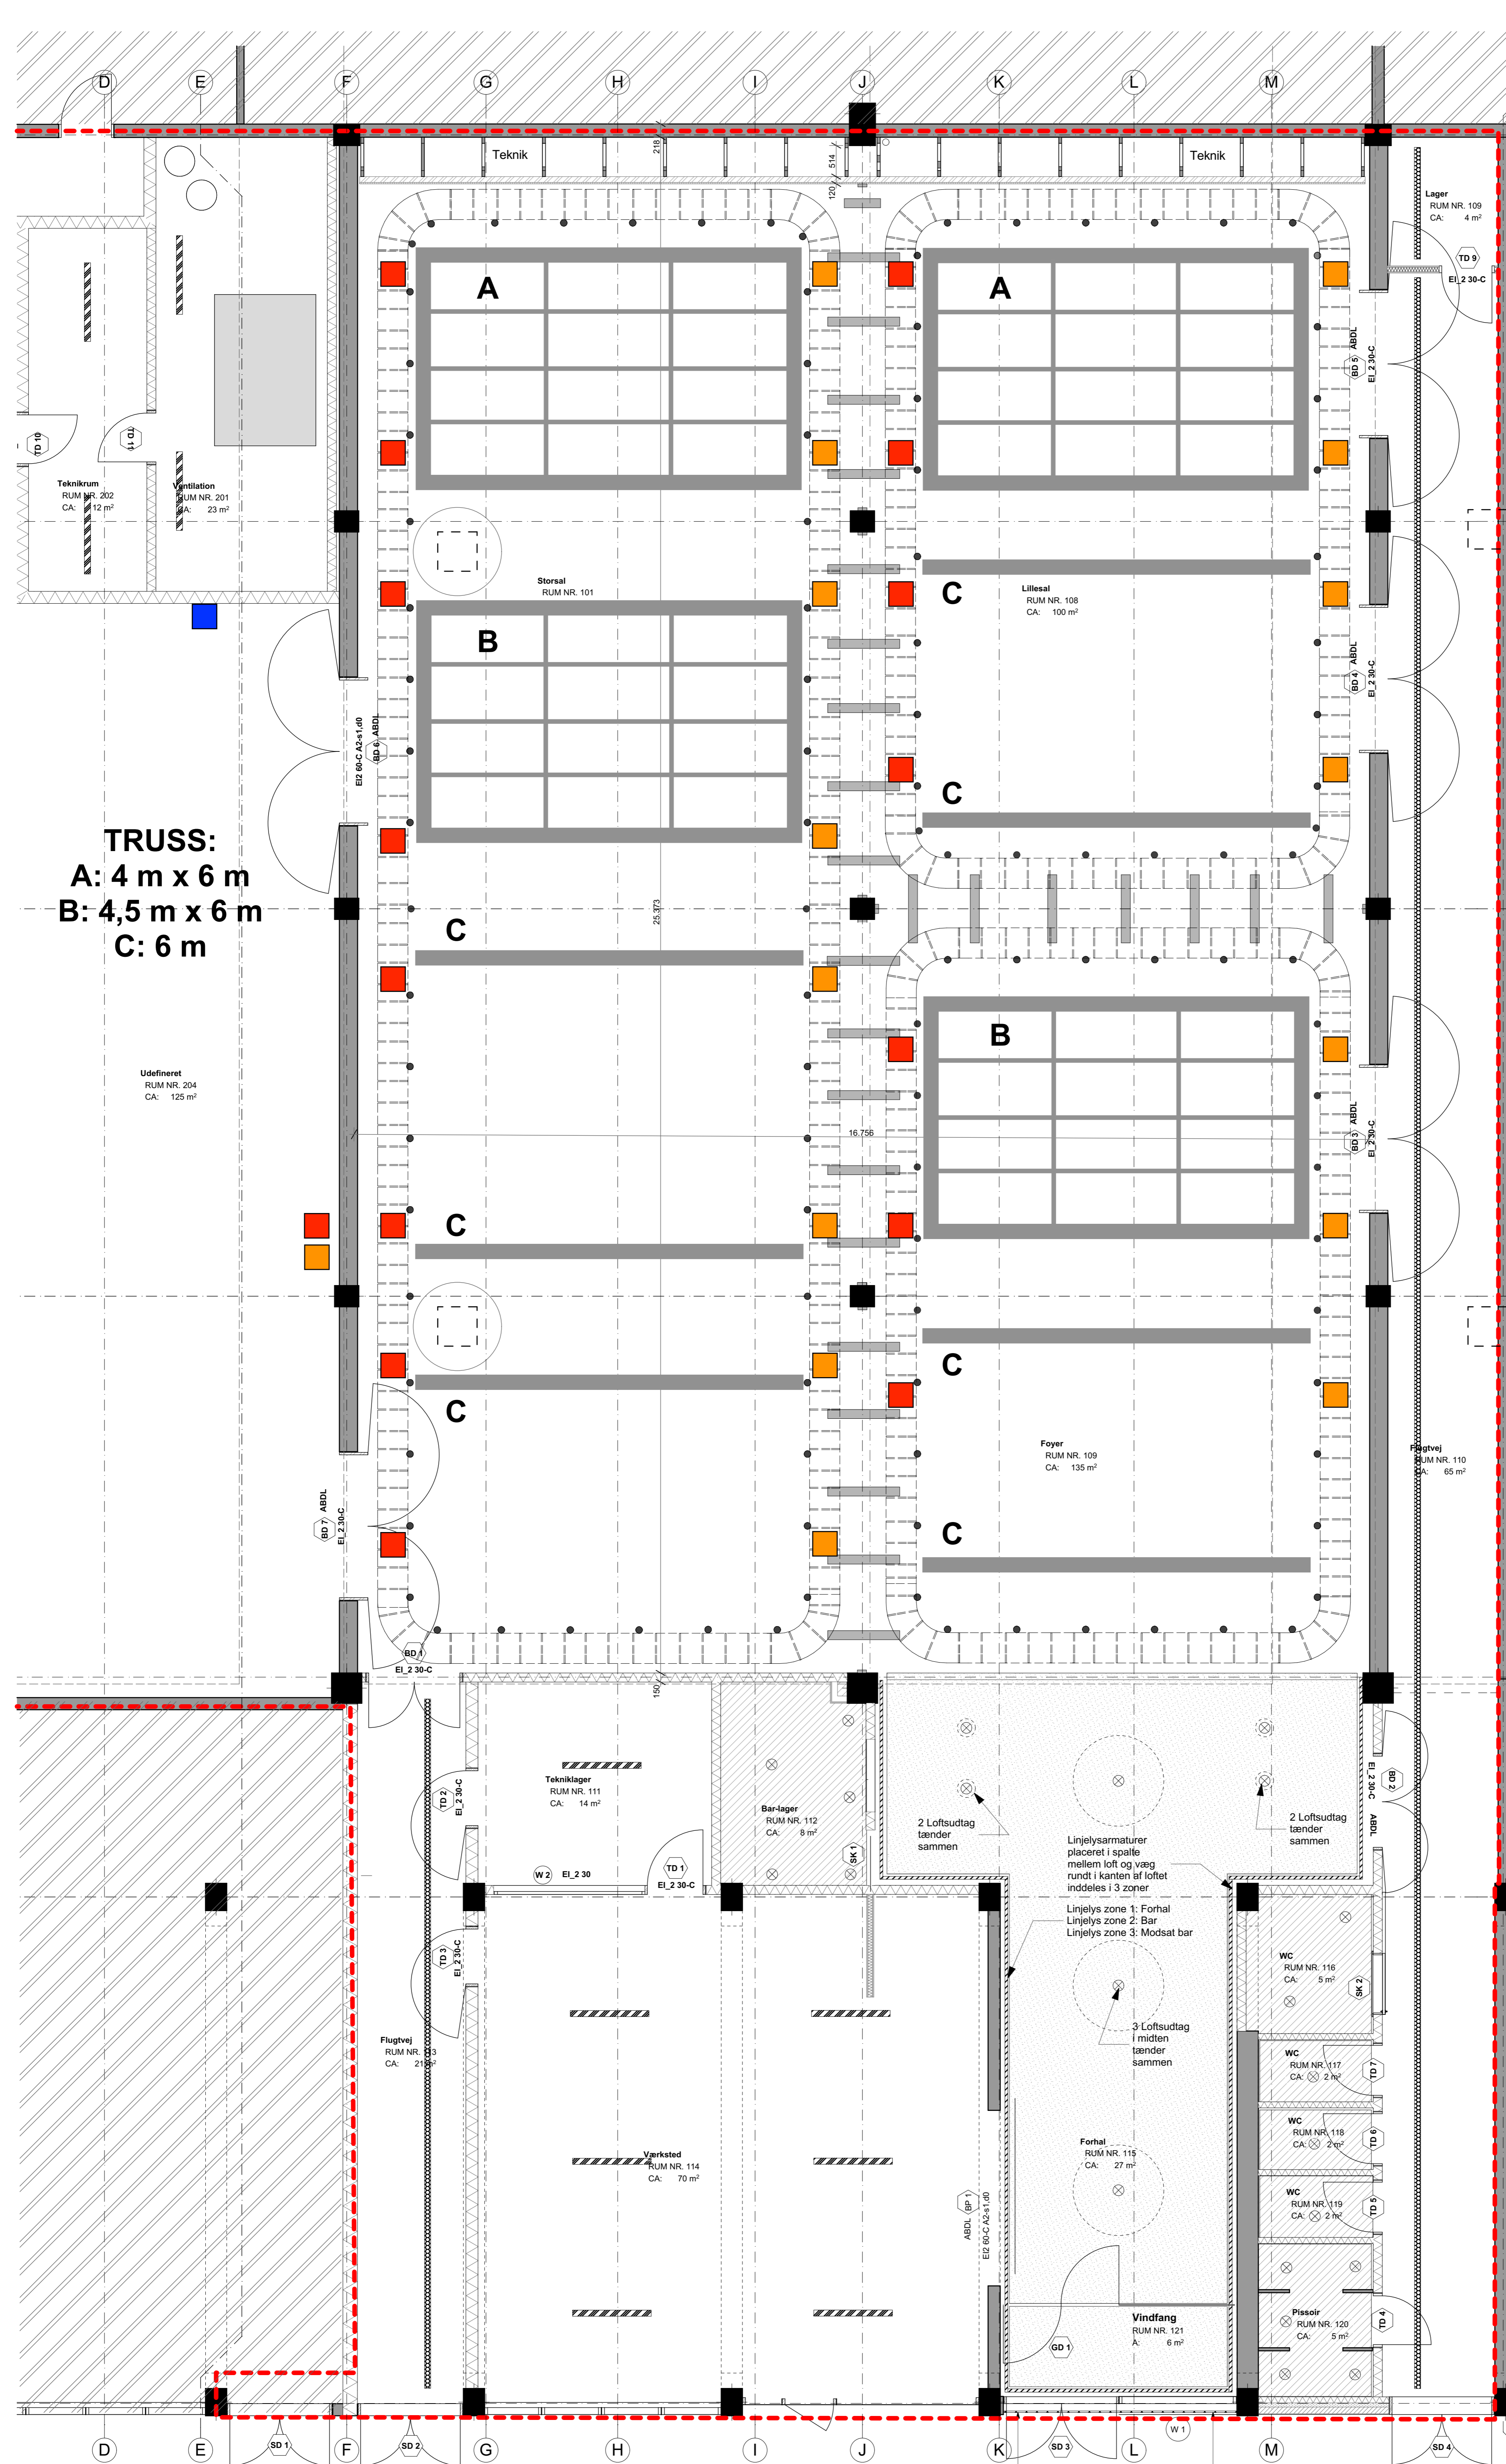 D E F G H I J K L M
Teknik
Teknik
218
514
120
Lager
RUM NR. 109
CA: 4 m²
TD 9
EI_2 30-C
A
A
BD 5 ABDL
EI_2 30-C
TD 10
TD 11
Teknikrum
RUM NR. 202
CA: 12 m²
Ventilation
RUM NR. 201
CA: 23 m²
Storsal
RUM NR. 101
C
Lillesal
RUM NR. 108
CA: 100 m²
B
BD 4 ABDL
EI_2 30-C
EI2 60-C A2-s1,d0
BD 6 ABDL
C
TRUSS:
A: 4 m x 6 m
B: 4,5 m x 6 m
C: 6 m
C
25.373
B
Udefineret
RUM NR. 204
CA: 125 m²
16.756
BD 3 ABDL
EI_2 30-C
C
C
C
Foyer
RUM NR. 109
CA: 135 m²
Flugtvej
RUM NR. 110
CA: 65 m²
BD 7 ABDL
EI_2 30-C
C
BD 1
EI_2 30-C
150
Tekniklager
RUM NR. 111
CA: 14 m²
TD 2
EI_2 30-C
Bar-lager
RUM NR. 112
CA: 8 m²
SK 1
W 2 EI_2 30
TD 1
EI_2 30-C
2 Loftsudtag
tænder
sammen
Linjelysarmaturer
placeret i spalte
mellem loft og væg
rundt i kanten af loftet
inddeles i 3 zoner
2 Loftsudtag
tænder
sammen
EI_2 30-C ABDL
BD 2
Linjelys zone 1: Forhal
Linjelys zone 2: Bar
Linjelys zone 3: Modsat bar
TD 3
EI_2 30-C
WC
RUM NR. 116
CA: 5 m²
SK 2
Flugtvej
RUM NR. 113
CA: 21 m²
3 Loftsudtag
i midten
tænder
sammen
WC
RUM NR. 117
CA: 2 m²
TD 7
WC
RUM NR. 118
CA: 2 m²
TD 6
Værksted
RUM NR. 114
CA: 70 m²
Forhal
RUM NR. 115
CA: 27 m²
WC
RUM NR. 119
CA: 2 m²
TD 5
ABDL BP 1
EI2 60-C A2-s1,d0
Vindfang
RUM NR. 121
A: 6 m²
GD 1
Pissoir
RUM NR. 120
CA: 5 m²
TD 4
W 1
SD 1
SD 2
SD 3
SD 4
D E F G H I J K L M